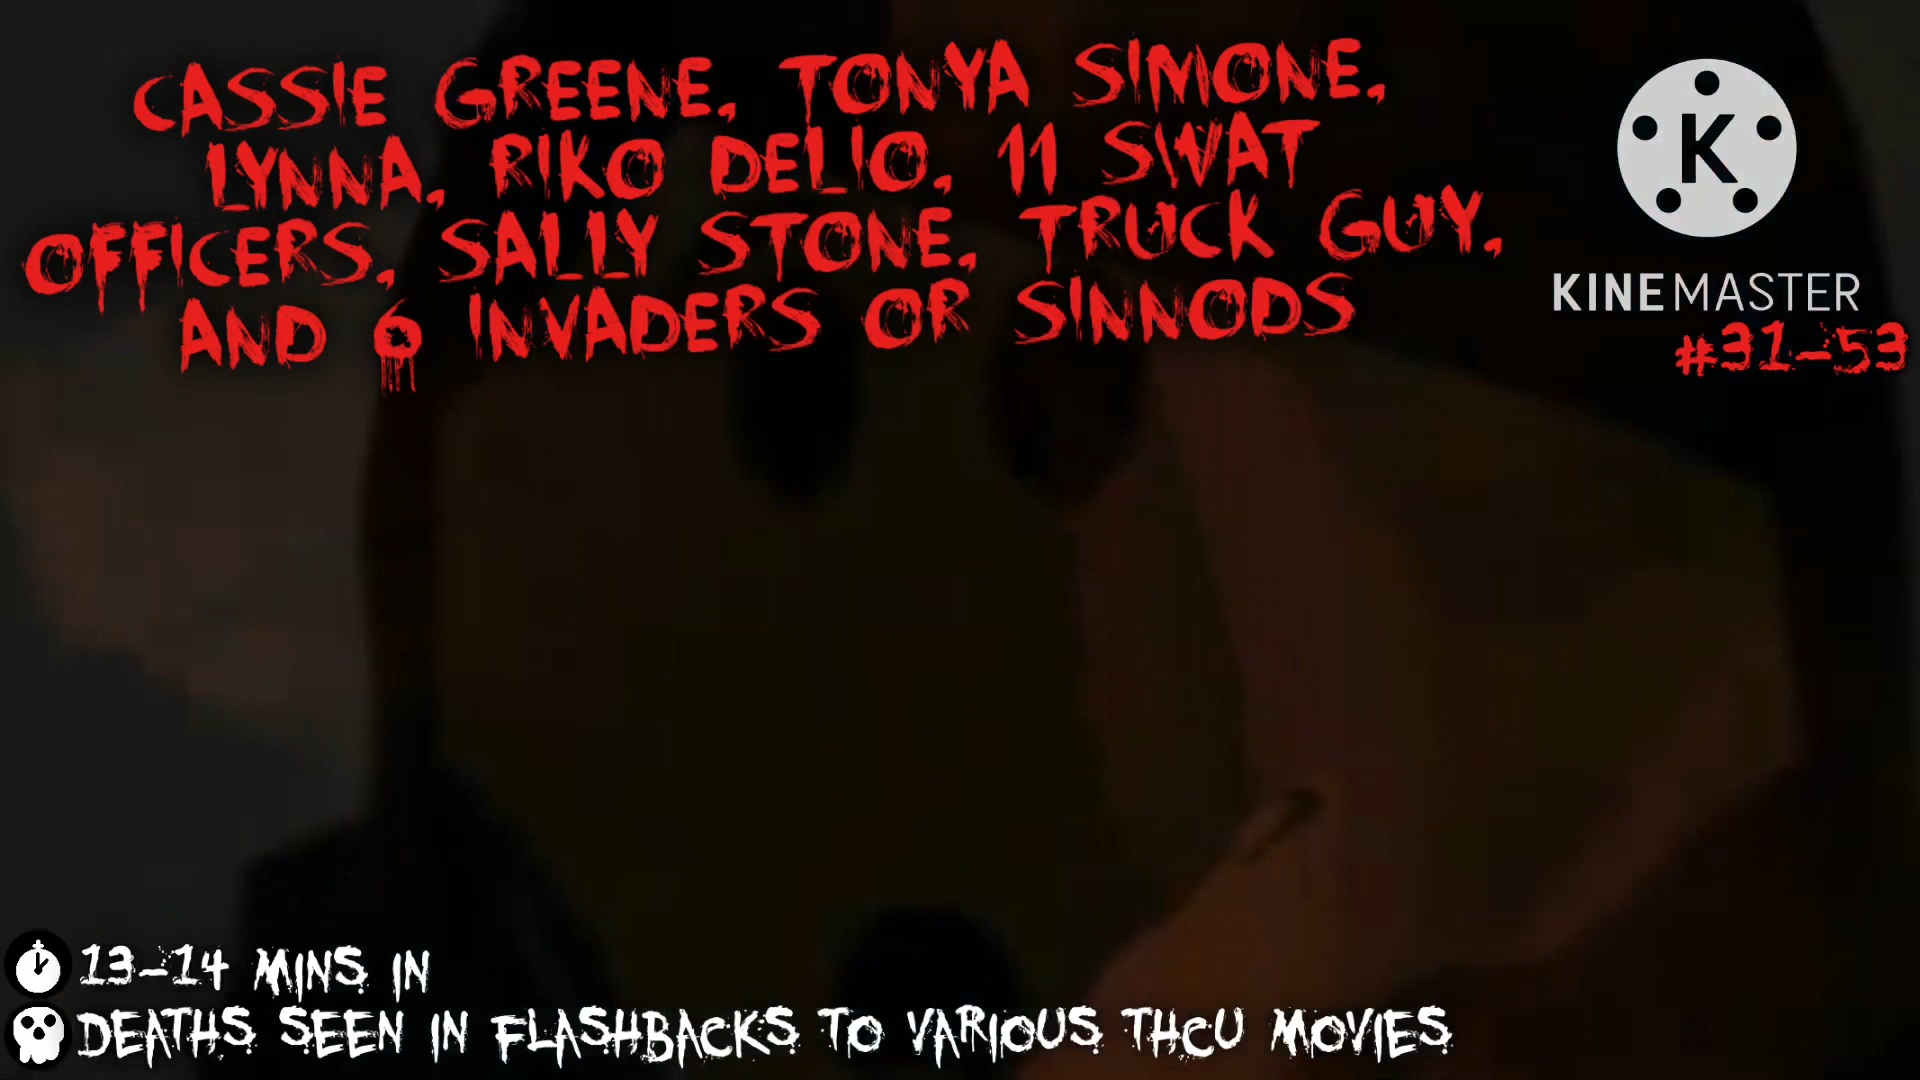 CASSIE GREENE, TONYA SIMONE,
LYNNA, RIKO DELIO, 11 SWAT
OFFICERS, SALLY STONE, TRUCK GUY,
AND 6 INVADERS OR SINNODS
K
KINEMASTER
#31-53
13-14 MINS IN
DEATHS SEEN IN FLASHBACKS TO VARIOUS THCU MOVIES